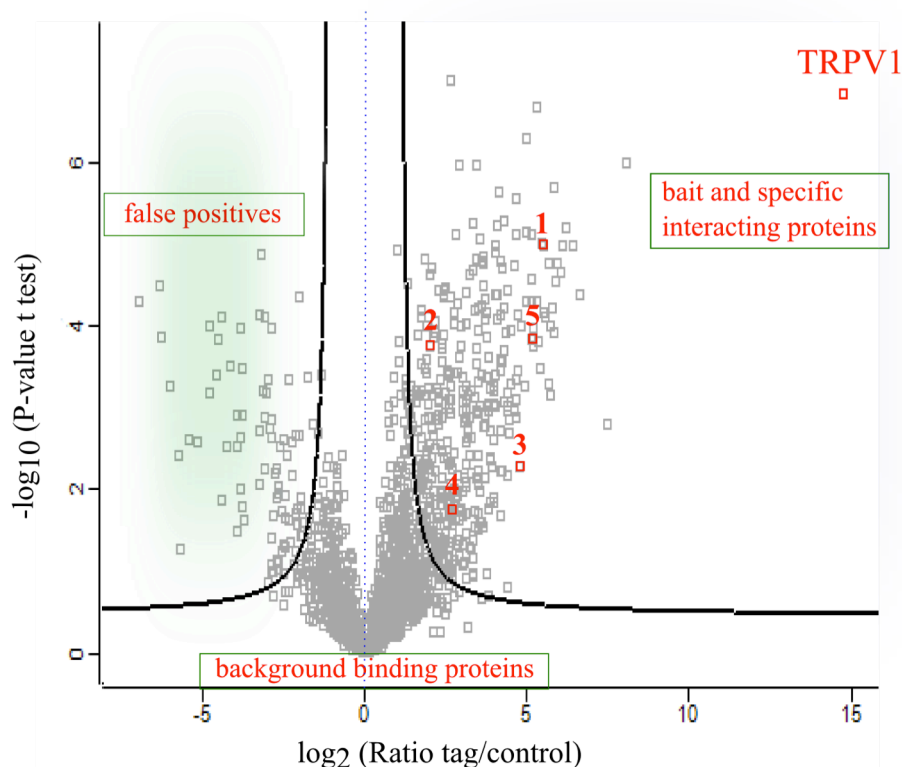 TRPV1
false positives
bait and specific
interacting proteins
1
2
5
3
4
background binding proteins
-log10 (P-value t test)
6
4
2
0
-5
0
5
10
15
log2 (Ratio tag/control)